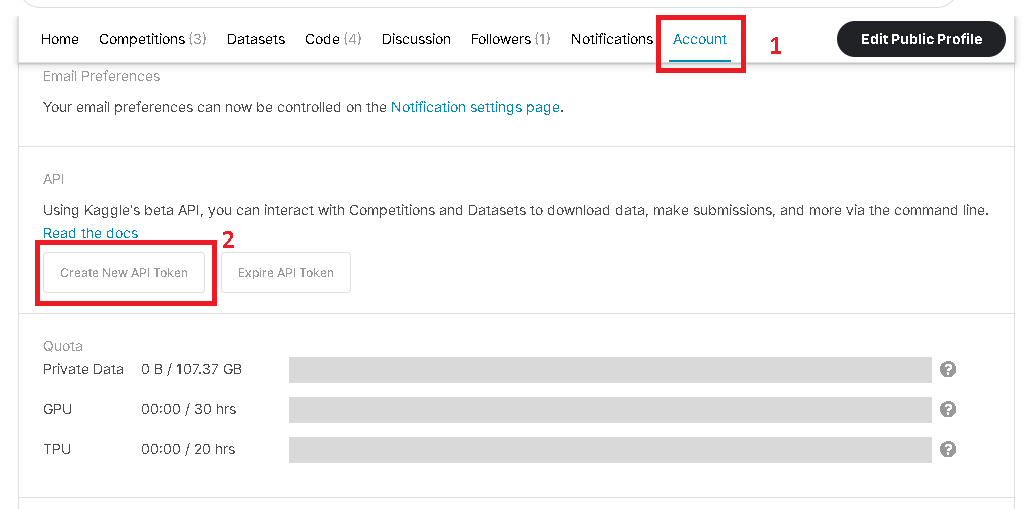 Home Competitions (3) Datasets Code (4) Discussion Followers (1) Notifications Account 1 Edit Public Profile
Email Preferences
Your email preferences can now be controlled on the Notification settings page.
API
Using Kaggle's beta API, you can interact with Competitions and Datasets to download data, make submissions, and more via the command line.
Read the docs
2
Create New API Token Expire API Token
Quota
Private Data 0 B / 107.37 GB ?
GPU 00:00 / 30 hrs ?
TPU 00:00 / 20 hrs ?